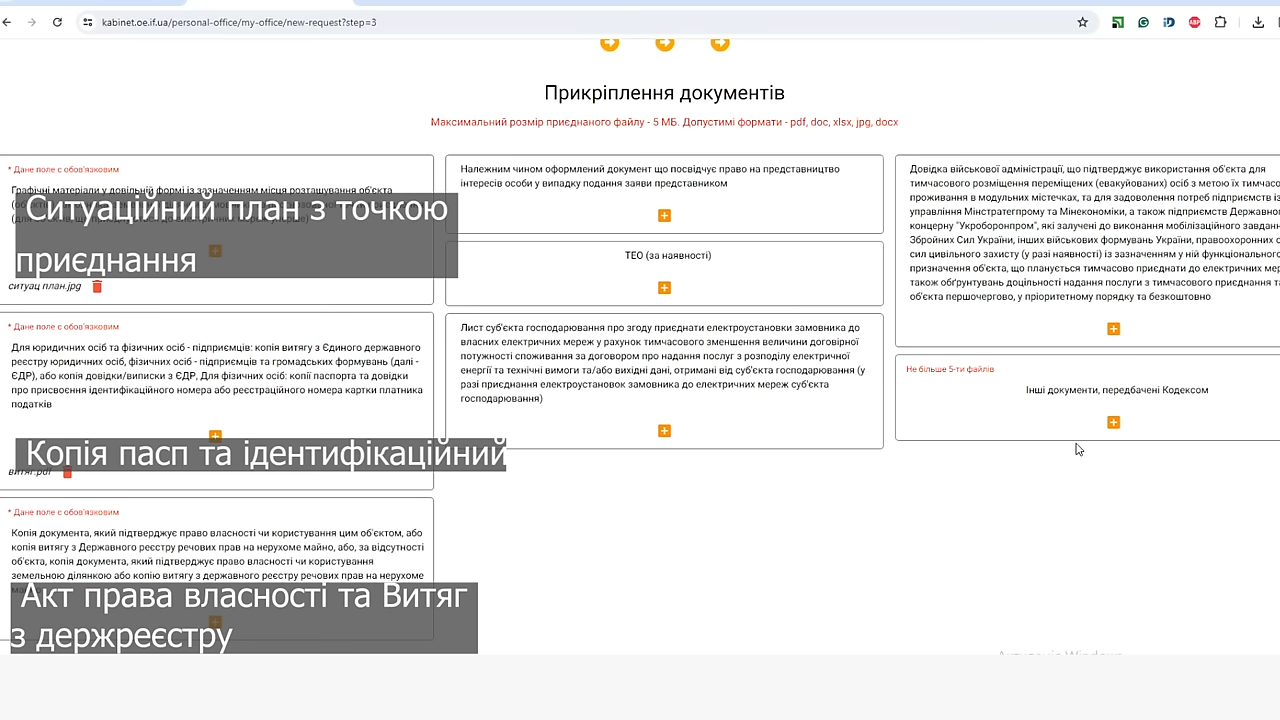 kabinet.oe.if.ua/personal-office/my-office/new-request?step=3
Прикріплення документів
Максимальний розмір приєднаного файлу - 5 МБ. Допустимі формати - pdf, doc, xlsx, jpg, docx
* Дане поле є обов'язковим
Графічні матеріали у довільній формі із зазначенням місця розташування об'єкта
Ситуаційний план з точкою
приєднання
ситуац план.jpg
* Дане поле є обов'язковим
Для юридичних осіб та фізичних осіб - підприємців: копія витягу з Єдиного державного
реєстру юридичних осіб, фізичних осіб - підприємців та громадських формувань (далі -
ЄДР), або копія довідки/виписки з ЄДР, Для фізичних осіб: копії паспорта та довідки
про присвоєння ідентифікаційного номера або реєстраційного номера картки платника
податків
Копія пасп та ідентифікаційний
витяг.pdf
* Дане поле є обов'язковим
Копія документа, який підтверджує право власності чи користування цим об'єктом, або
копія витягу з Державного реєстру речових прав на нерухоме майно, або, за відсутності
об'єкта, копія документа, який підтверджує право власності чи користування
земельною ділянкою або копію витягу з державного реєстру речових прав на нерухоме
Акт права власності та Витяг
з держреєстру
Належним чином оформлений документ що посвідчує право на представництво
інтересів особи у випадку подання заяви представником
ТЕО (за наявності)
Лист суб'єкта господарювання про згоду приєднати електроустановки замовника до
власних електричних мереж у рахунок тимчасового зменшення величини договірної
потужності споживання за договором про надання послуг з розподілу електричної
енергії та технічні вимоги та/або вихідні дані, отримані від суб'єкта господарювання (у
разі приєднання електроустановок замовника до електричних мереж суб'єкта
господарювання)
Довідка військової адміністрації, що підтверджує використання об'єкта для
тимчасового розміщення переміщених (евакуйованих) осіб з метою їх
проживання в модульних містечках, та для задоволення потреб підприємств із
управління Мінстратегпрому та Мінекономіки, а також підприємств
концерну "Укроборонпром", які залучені до виконання мобілізаційного
Збройних Сил України, інших військових формувань України, правоохоронних
сил цивільного захисту (у разі наявності) із зазначенням у ній функціонального
призначення об'єкта, що планується тимчасово приєднати до електричних
також обґрунтувань доцільності надання послуги з тимчасового приєднання
об'єкта першочергово, у пріоритетному порядку та безкоштовно
Не більше 5-ти файлів
Інші документи, передбачені Кодексом